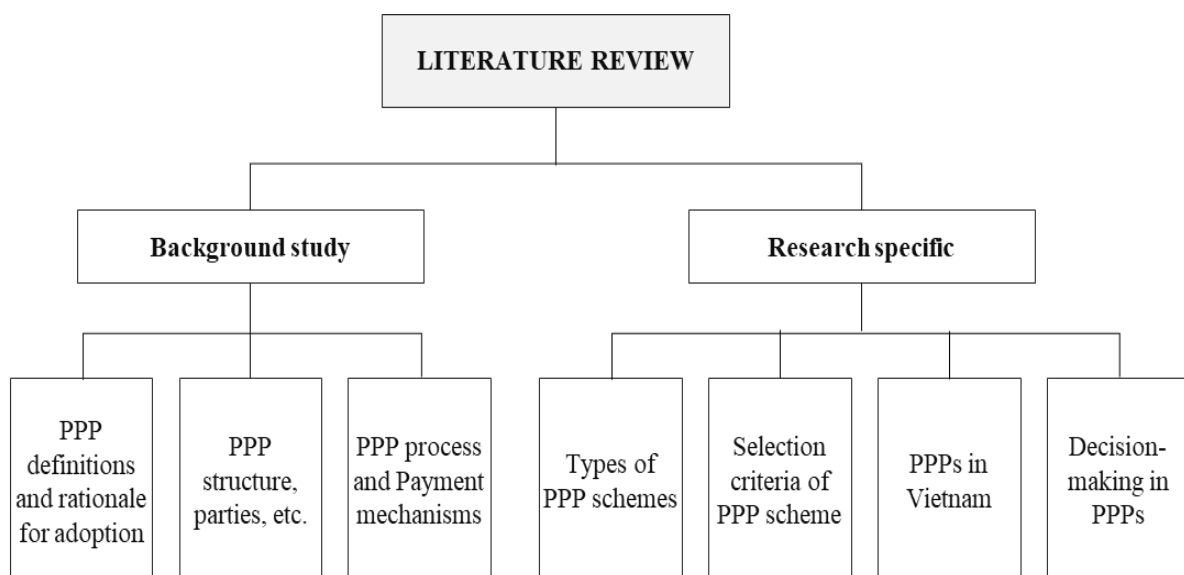 LITERATURE REVIEW
Background study
Research specific
PPP
definitions
and rationale
for adoption
PPP
structure,
parties, etc.
PPP process
and Payment
mechanisms
Types of
PPP schemes
Selection
criteria of
PPP scheme
PPPs in
Vietnam
Decision-
making in
PPPs